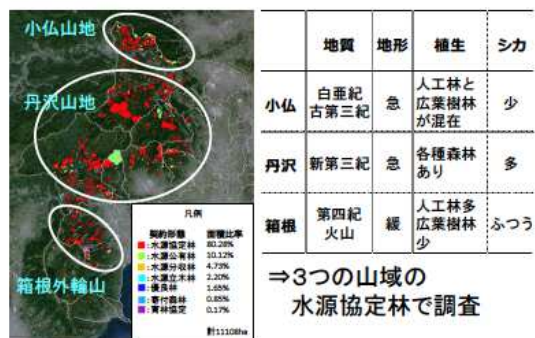 小仏山地
丹沢山地
箱根外輪山
凡例
契約形態 面積比率
:水源協定林 80.28%
:水源公有林 10.12%
:水源分収林 4.73%
:水源立木林 2.20%
:優良林 1.65%
:寄付森林 0.85%
:育林協定 0.17%
計11108ha
地質 地形 植生 シカ
小仏 白亜紀 古第三紀 急 人工林と 広葉樹林 が混在 少
丹沢 新第三紀 急 各種森林 あり 多
箱根 第四紀 火山 緩 人工林多 広葉樹林 少 ふつう
⇒3つの山域の
水源協定林で調査